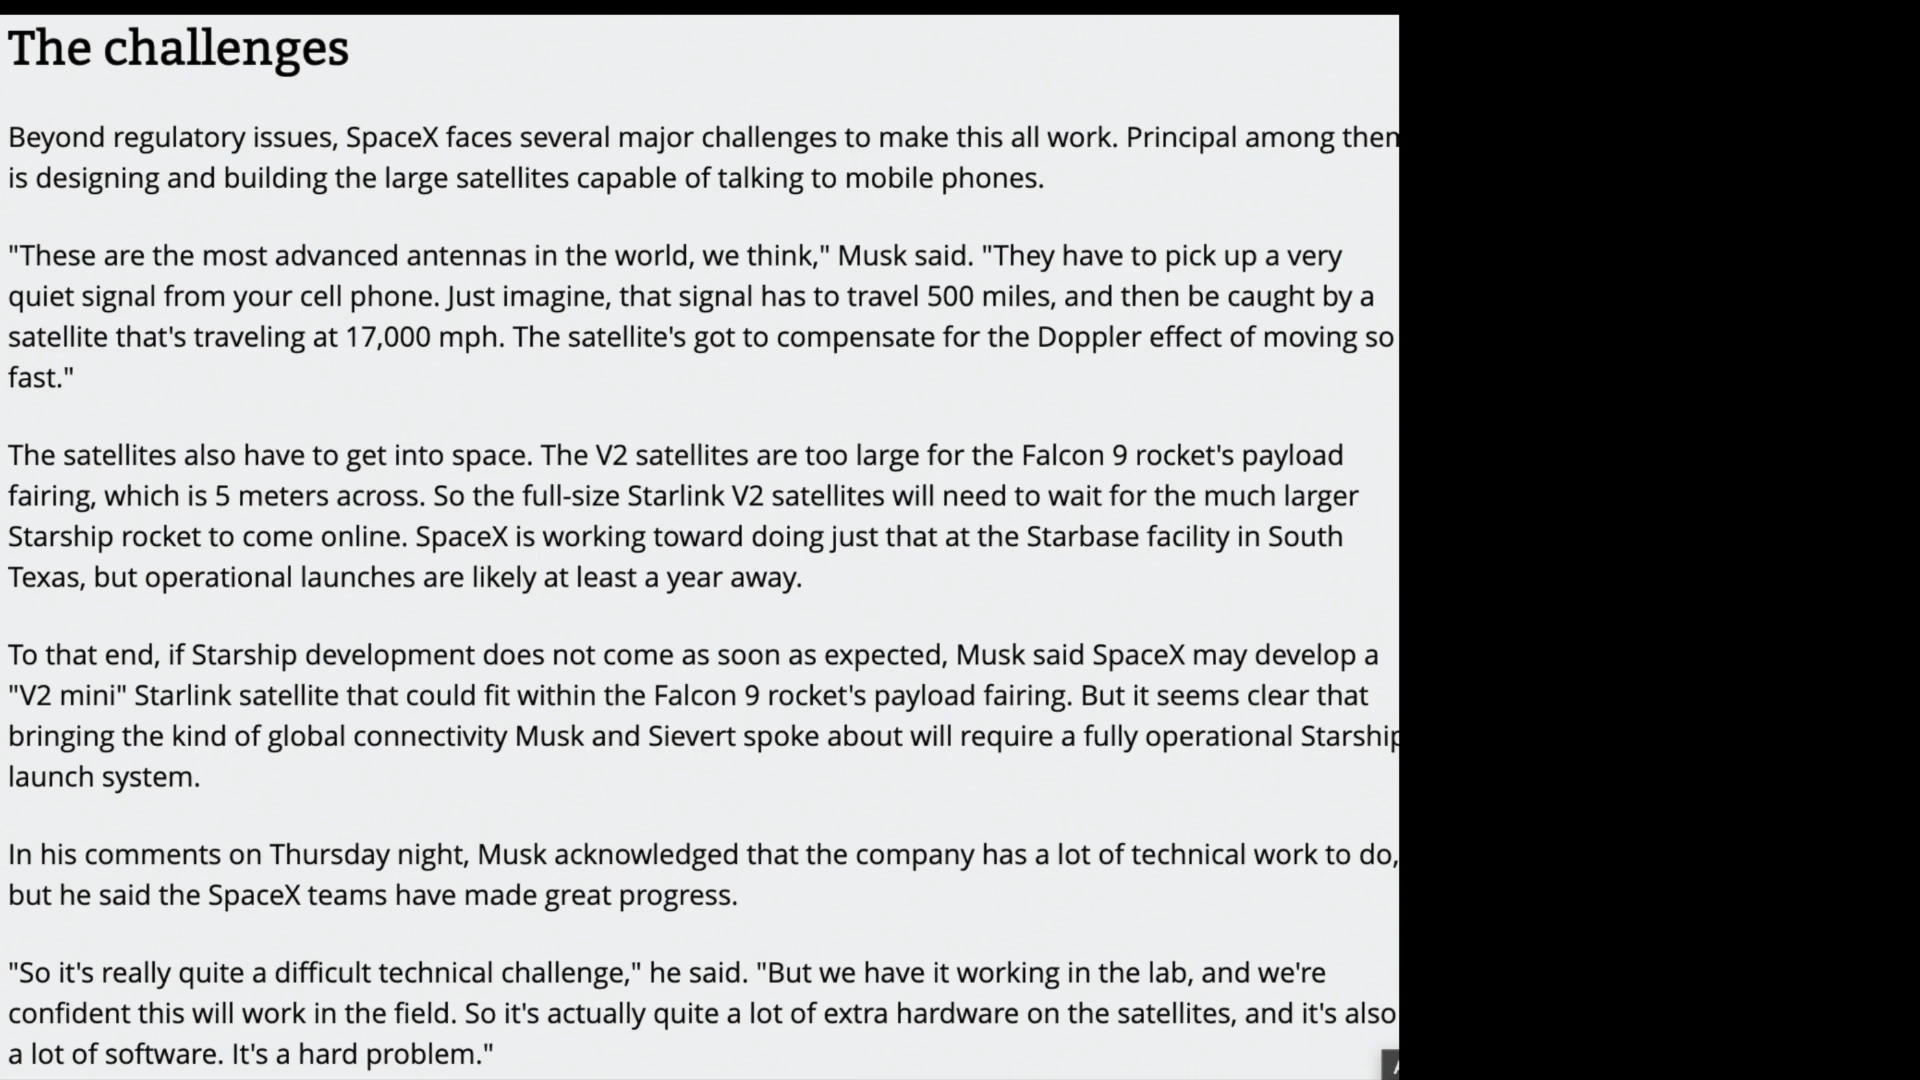 The challenges
Beyond regulatory issues, SpaceX faces several major challenges to make this all work. Principal among
is designing and building the large satellites capable of talking to mobile phones.
"These are the most advanced antennas in the world, we think," Musk said. "They have to pick up a very
quiet signal from your cell phone. Just imagine, that signal has to travel 500 miles, and then be caught by a
satellite that's traveling at 17,000 mph. The satellite's got to compensate for the Doppler effect of moving so
fast."
The satellites also have to get into space. The V2 satellites are too large for the Falcon 9 rocket's payload
fairing, which is 5 meters across. So the full-size Starlink V2 satellites will need to wait for the much larger
Starship rocket to come online. SpaceX is working toward doing just that at the Starbase facility in South
Texas, but operational launches are likely at least a year away.
To that end, if Starship development does not come as soon as expected, Musk said SpaceX may develop a
"V2 mini" Starlink satellite that could fit within the Falcon 9 rocket's payload fairing. But it seems clear that
bringing the kind of global connectivity Musk and Sievert spoke about will require a fully operational Starship
launch system.
In his comments on Thursday night, Musk acknowledged that the company has a lot of technical work to do,
but he said the SpaceX teams have made great progress.
"So it's really quite a difficult technical challenge," he said. "But we have it working in the lab, and we're
confident this will work in the field. So it's actually quite a lot of extra hardware on the satellites, and it's also
a lot of software. It's a hard problem."